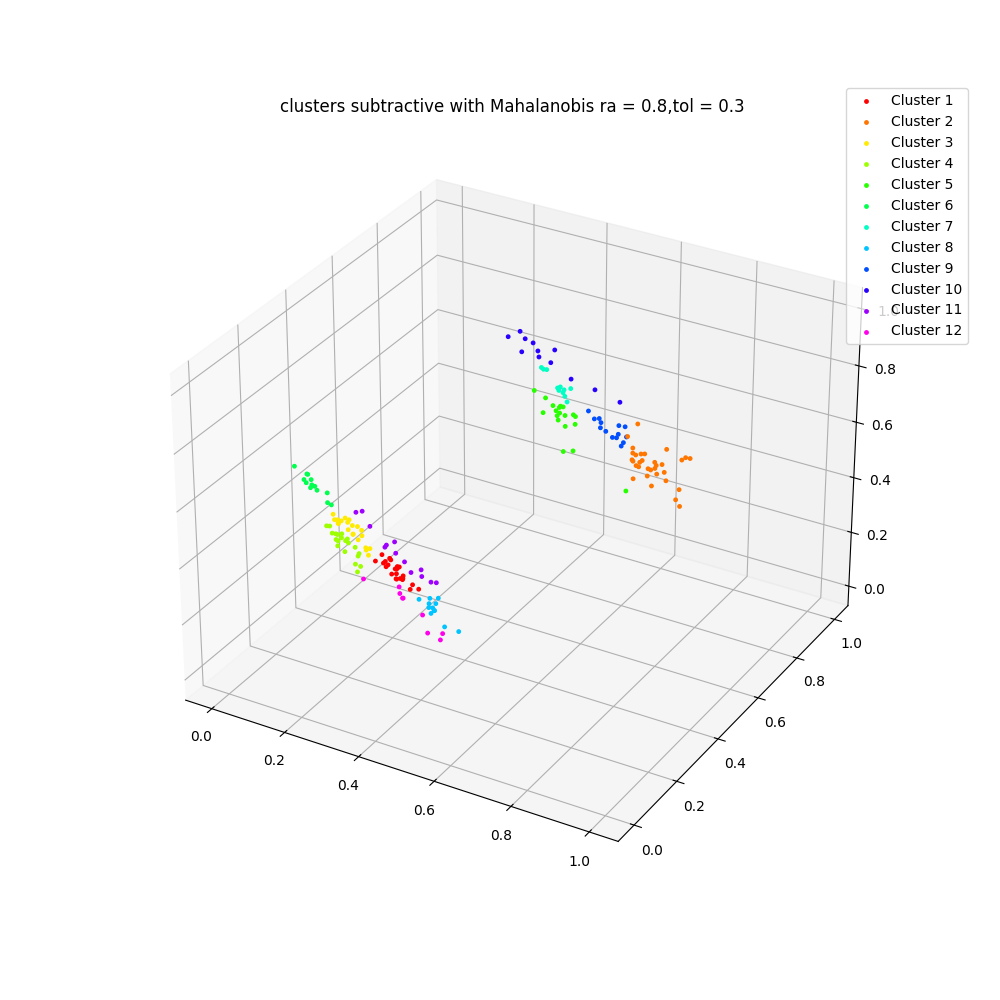 clusters subtractive with Mahalanobis ra = 0.8,tol = 0.3
Cluster 1
Cluster 2
Cluster 3
Cluster 4
Cluster 5
Cluster 6
Cluster 7
Cluster 8
Cluster 9
Cluster 10
Cluster 11
Cluster 12
1.0
0.8
0.6
0.4
0.2
0.0
1.0
0.8
0.6
0.4
0.2
0.0
0.0
0.2
0.4
0.6
0.8
1.0